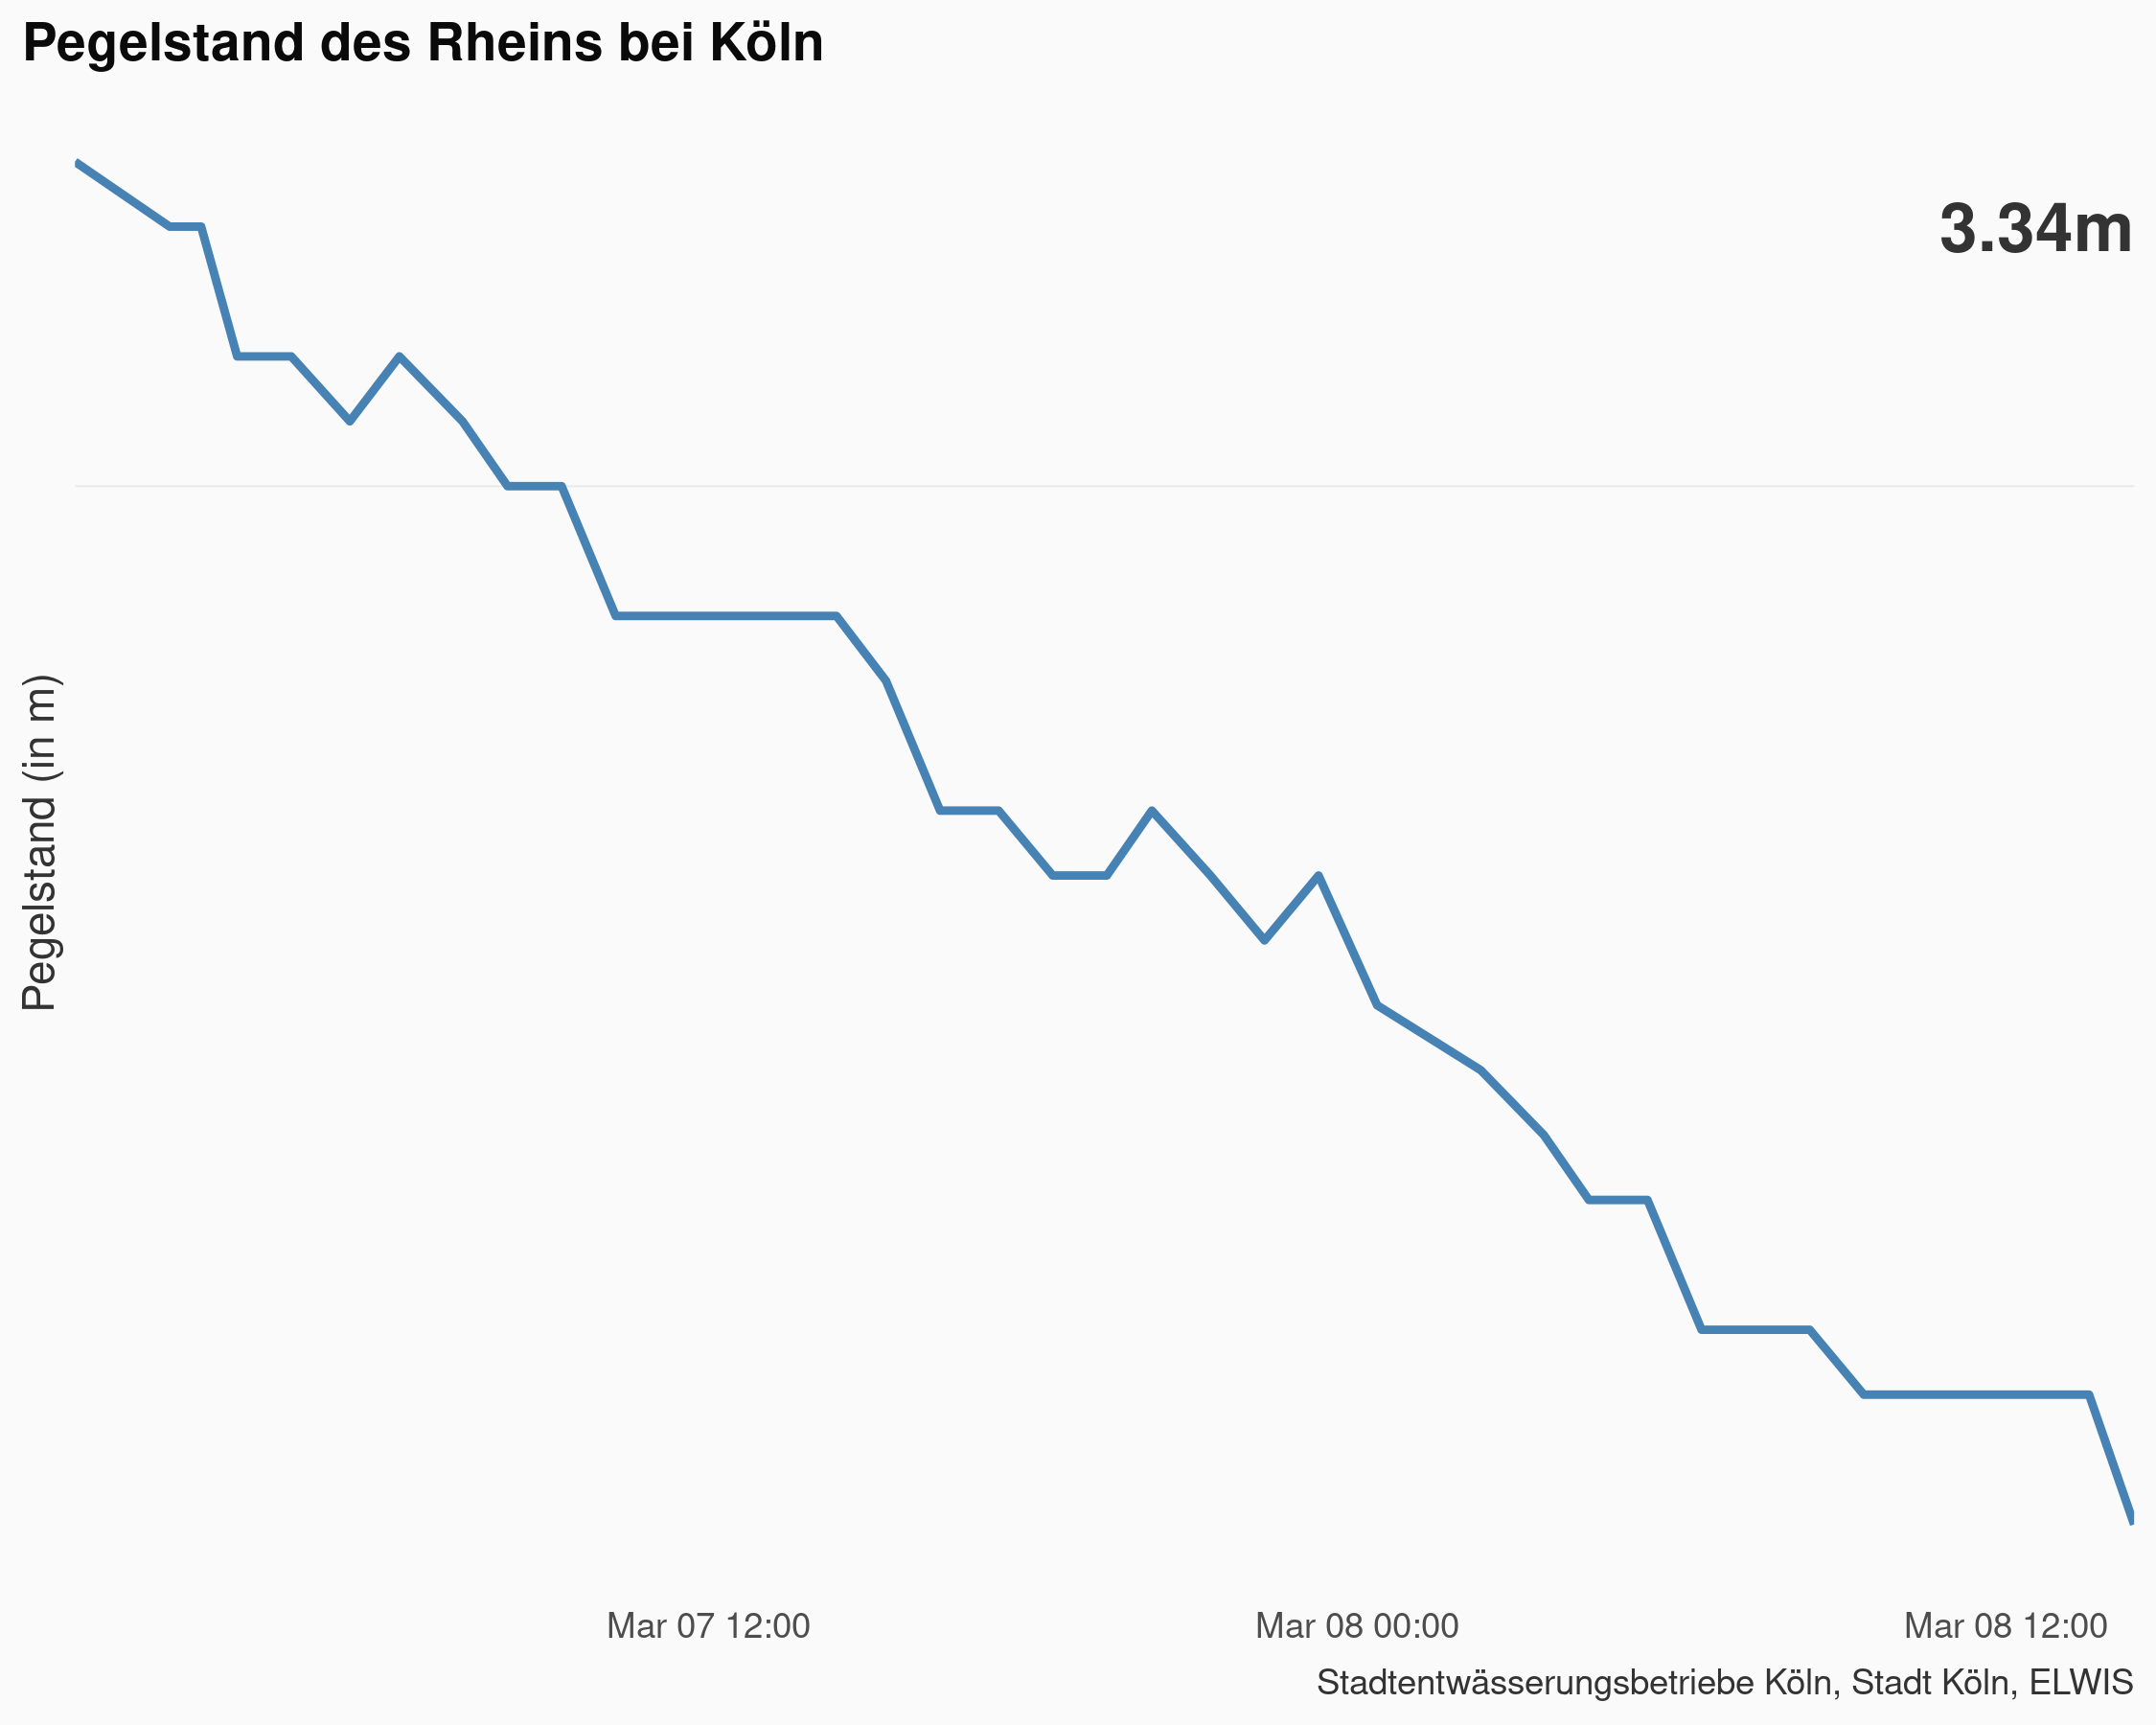 Pegelstand des Rheins bei Köln
3.34m
Pegelstand (in m)
Mar 07 12:00
Mar 08 00:00
Mar 08 12:00
Stadtentwässerungsbetriebe Köln, Stadt Köln, ELWIS